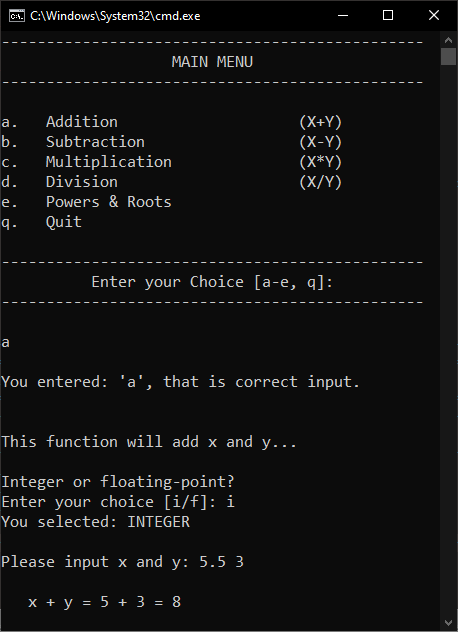 C:\Windows\System32\cmd.exe
-----------------------------------------------
MAIN MENU
-----------------------------------------------
a. Addition (X+Y)
b. Subtraction (X-Y)
c. Multiplication (X*Y)
d. Division (X/Y)
e. Powers & Roots
q. Quit
-----------------------------------------------
Enter your Choice [a-e, q]:
-----------------------------------------------
a
You entered: 'a', that is correct input.
This function will add x and y...
Integer or floating-point?
Enter your choice [i/f]: i
You selected: INTEGER
Please input x and y: 5.5 3
x + y = 5 + 3 = 8